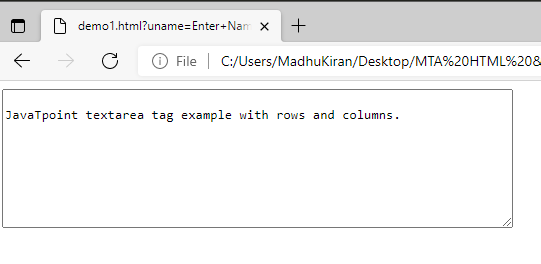 demo1.html?uname=Enter+Nam
File
C:/Users/MadhuKiran/Desktop/MTA%20HTML%20&
JavaTpoint textarea tag example with rows and columns.